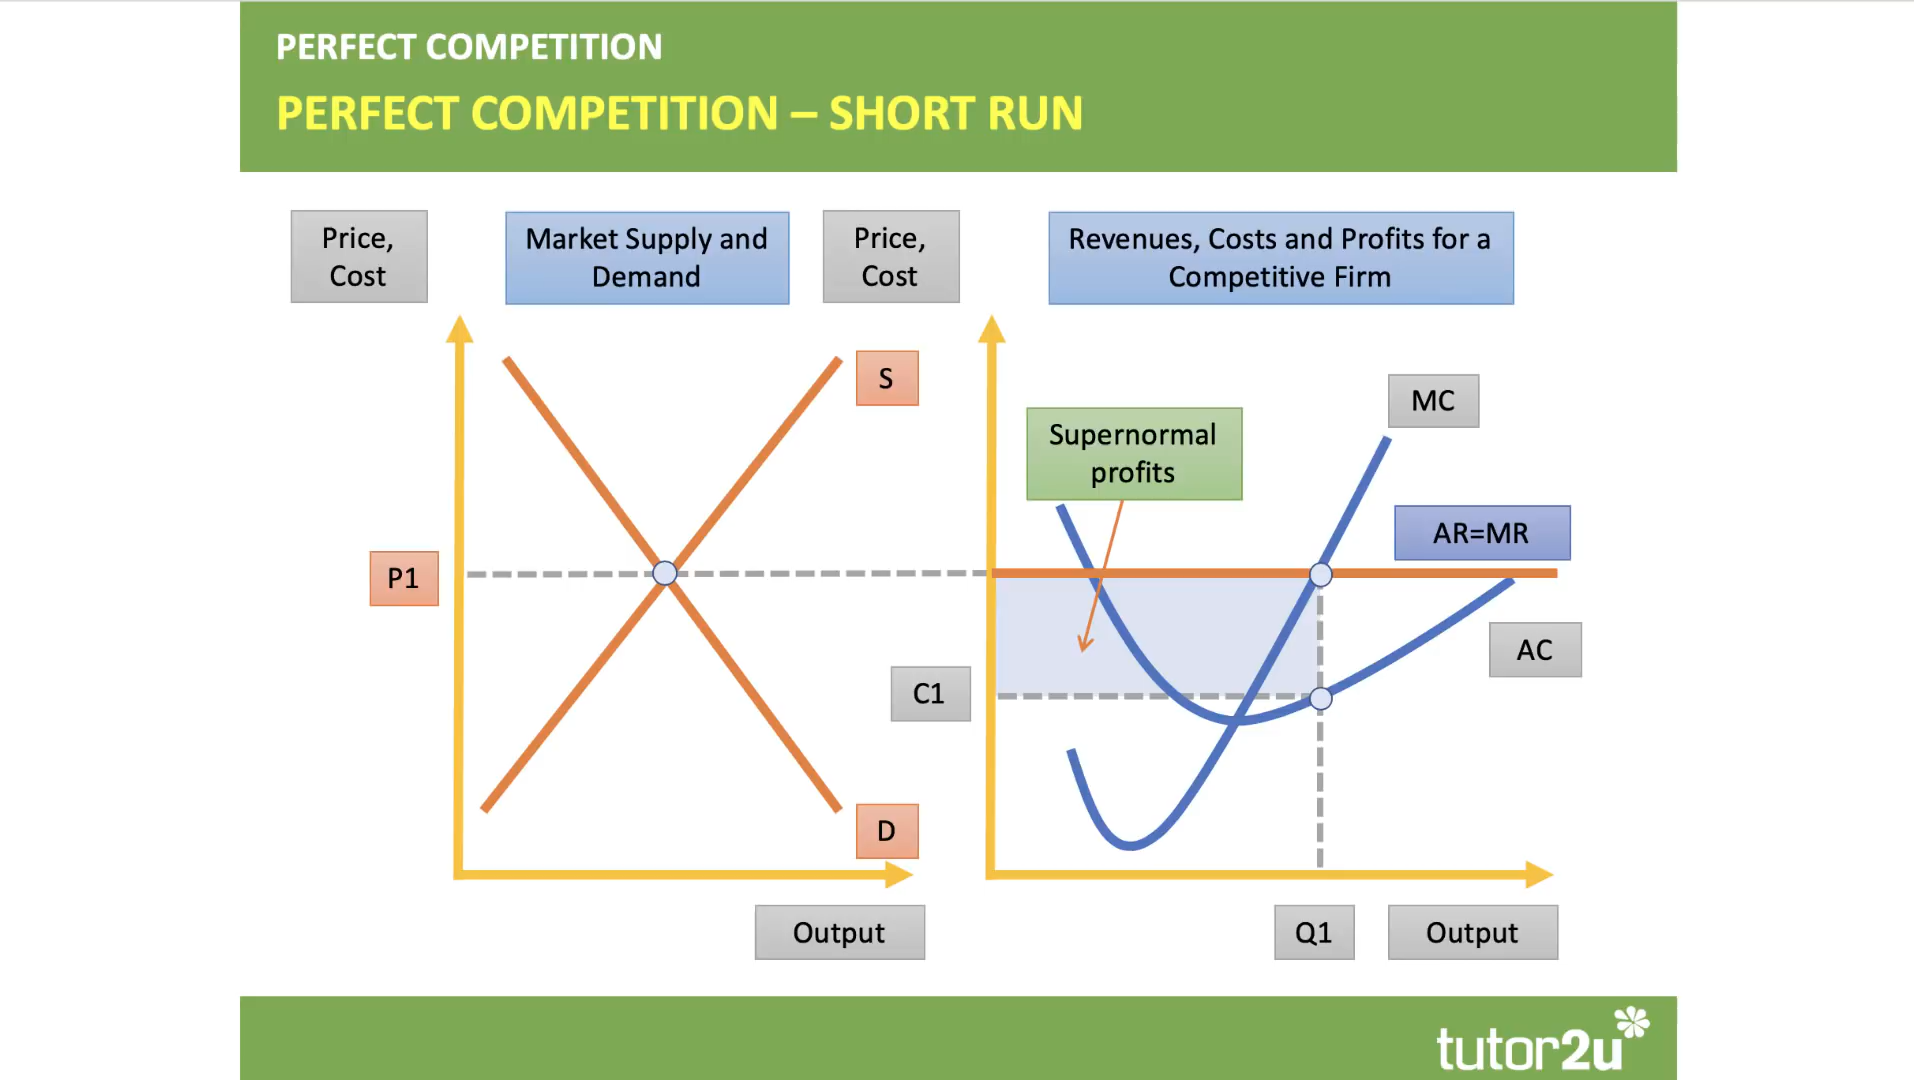 PERFECT COMPETITION
PERFECT COMPETITION – SHORT RUN
Price,
Cost
Market Supply and
Demand
Price,
Cost
Revenues, Costs and Profits for a
Competitive Firm
S
MC
Supernormal
profits
AR=MR
P1
AC
C1
D
Output
Q1
Output
tutor2u